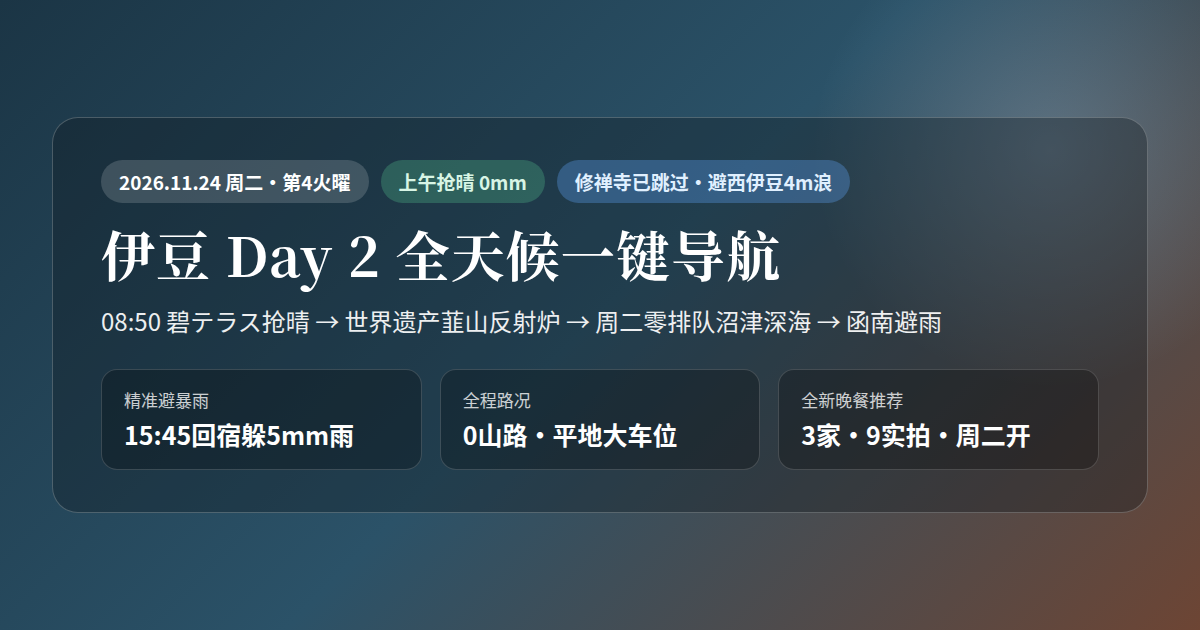 2026.11.24 周二・第4火曜
上午抢晴 0mm
修禅寺已跳过・避西伊豆4m浪
伊豆 Day 2 全天候一键导航
08:50 碧テラス抢晴 → 世界遗产韮山反射炉 → 周二零排队沼津深海 → 函南避雨
精准避暴雨
15:45回宿躲5mm雨
全程路况
0山路・平地大车位
全新晚餐推荐
3家・9实拍・周二开